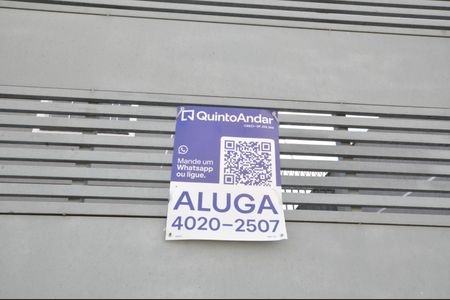 QuintoAndar
Mande um
Whatsapp
ou ligue.
ALUGA
4020-2507